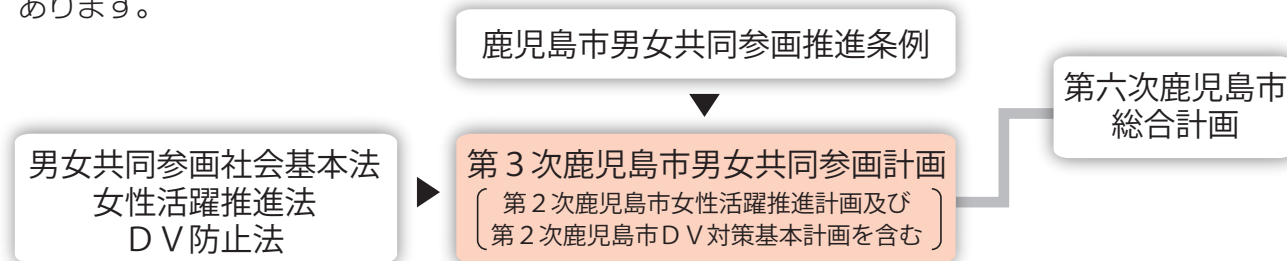 あります。
鹿児島市男女共同参画推進条例
第六次鹿児島市
総合計画
男女共同参画社会基本法
女性活躍推進法
ＤＶ防止法
第３次鹿児島市男女共同参画計画
第２次鹿児島市女性活躍推進計画及び
第２次鹿児島市ＤＶ対策基本計画を含む